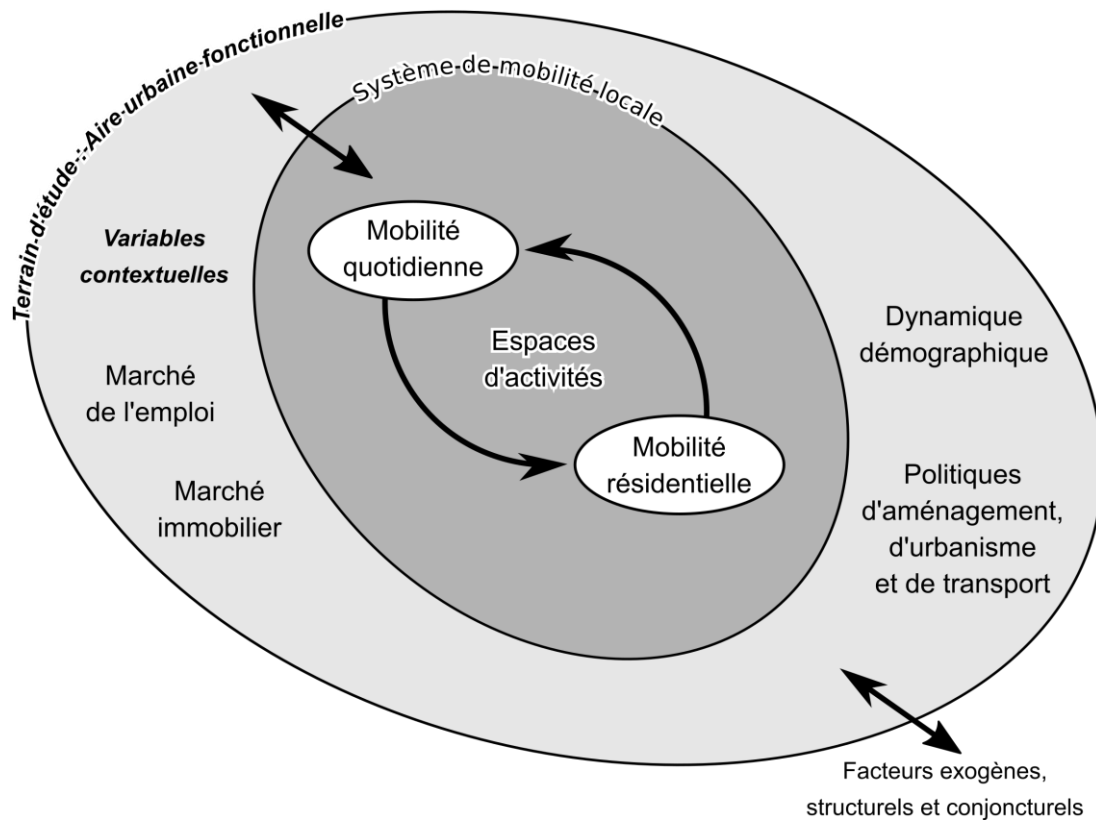 Terrain d'étude : Aire urbaine fonctionnelle
Système de mobilité locale
Variables
contextuelles
Marché
de l'emploi
Marché
immobilier
Mobilité
quotidienne
Espaces
d'activités
Mobilité
résidentielle
Dynamique
démographique
Politiques
d'aménagement,
d'urbanisme
et de transport
Facteurs exogènes,
structurels et conjoncturels